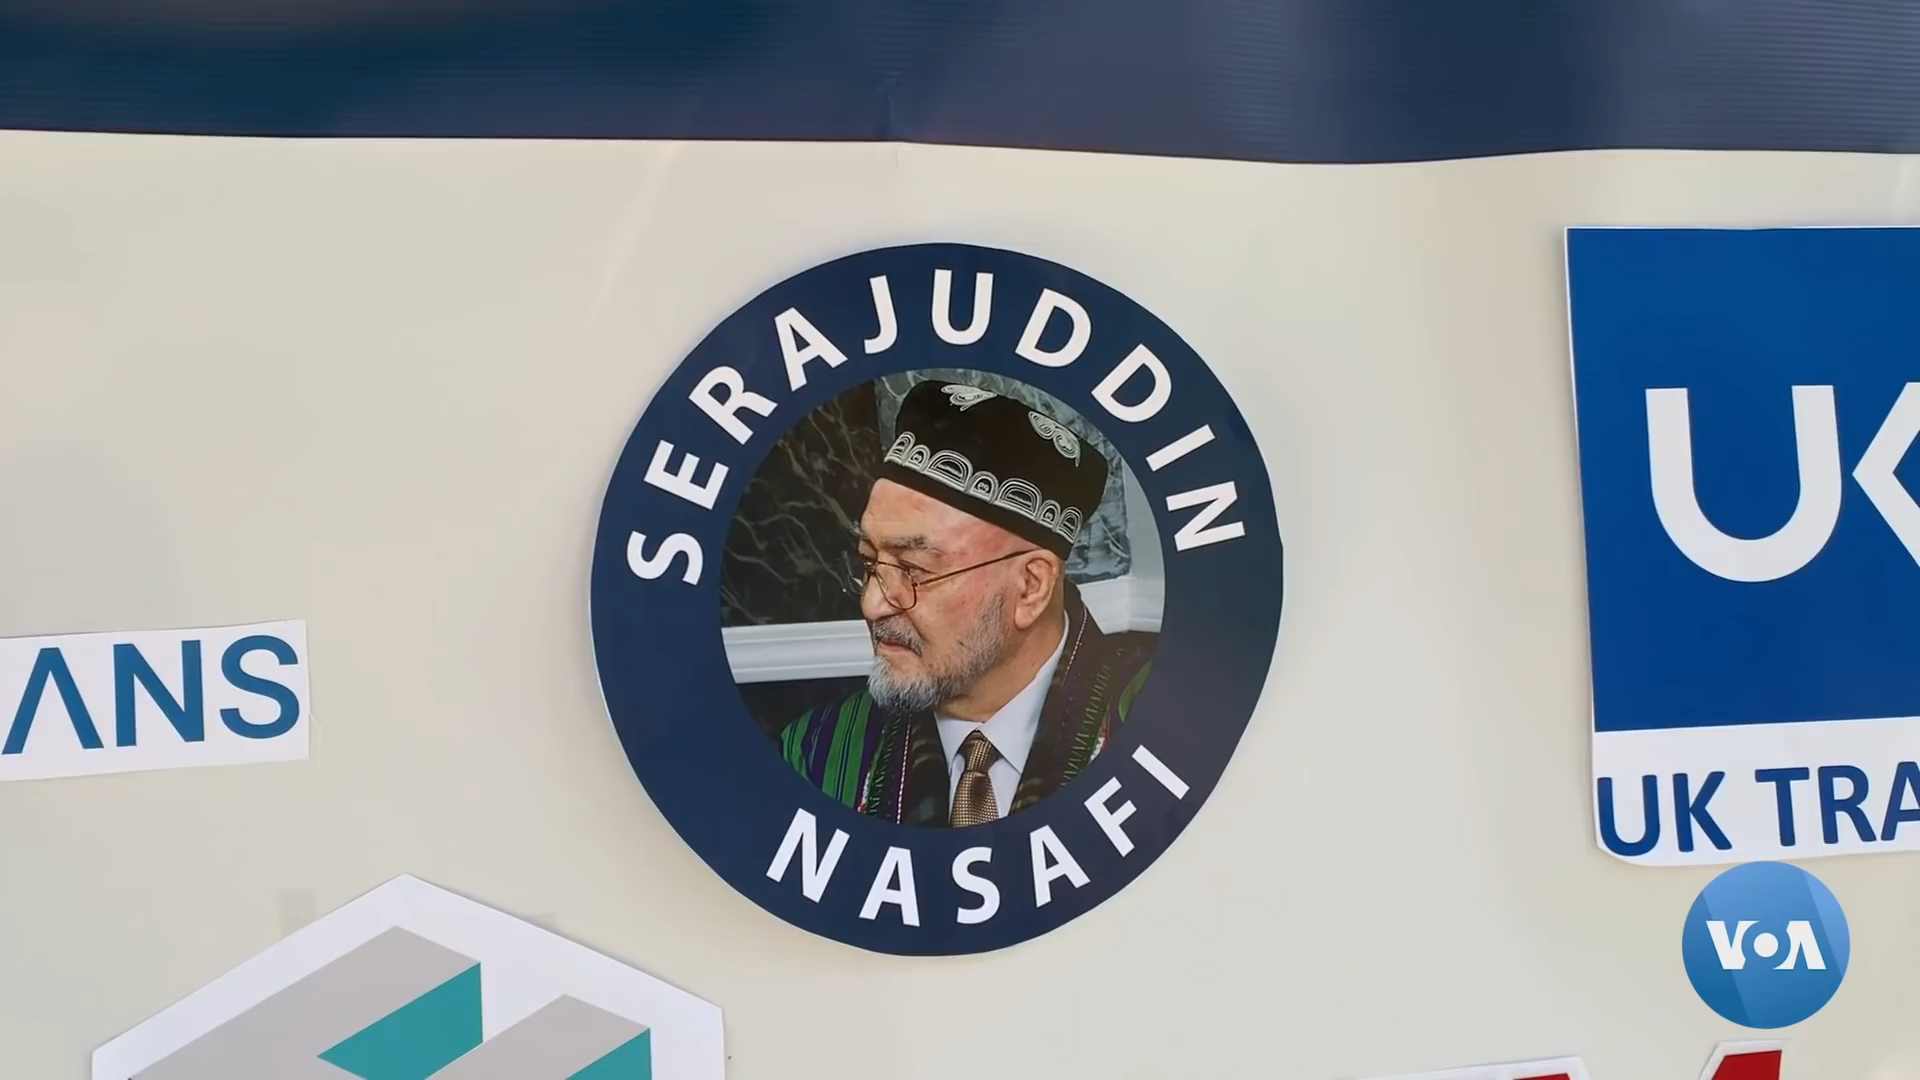 SERAJUDDIN
NASAFI
ANS
UK
UK TRA
VOA